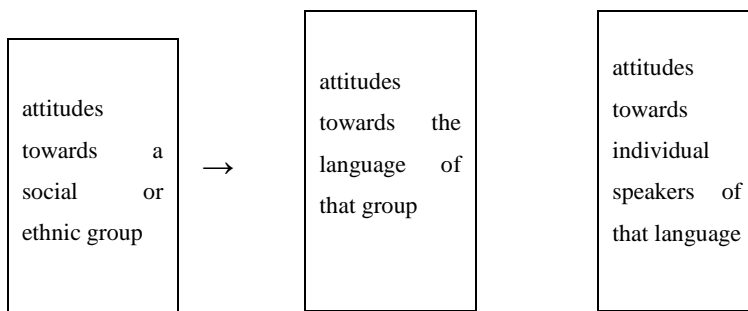 attitudes
towards a
social or
ethnic group
→
attitudes
towards the
language of
that group
attitudes
towards
individual
speakers of
that language